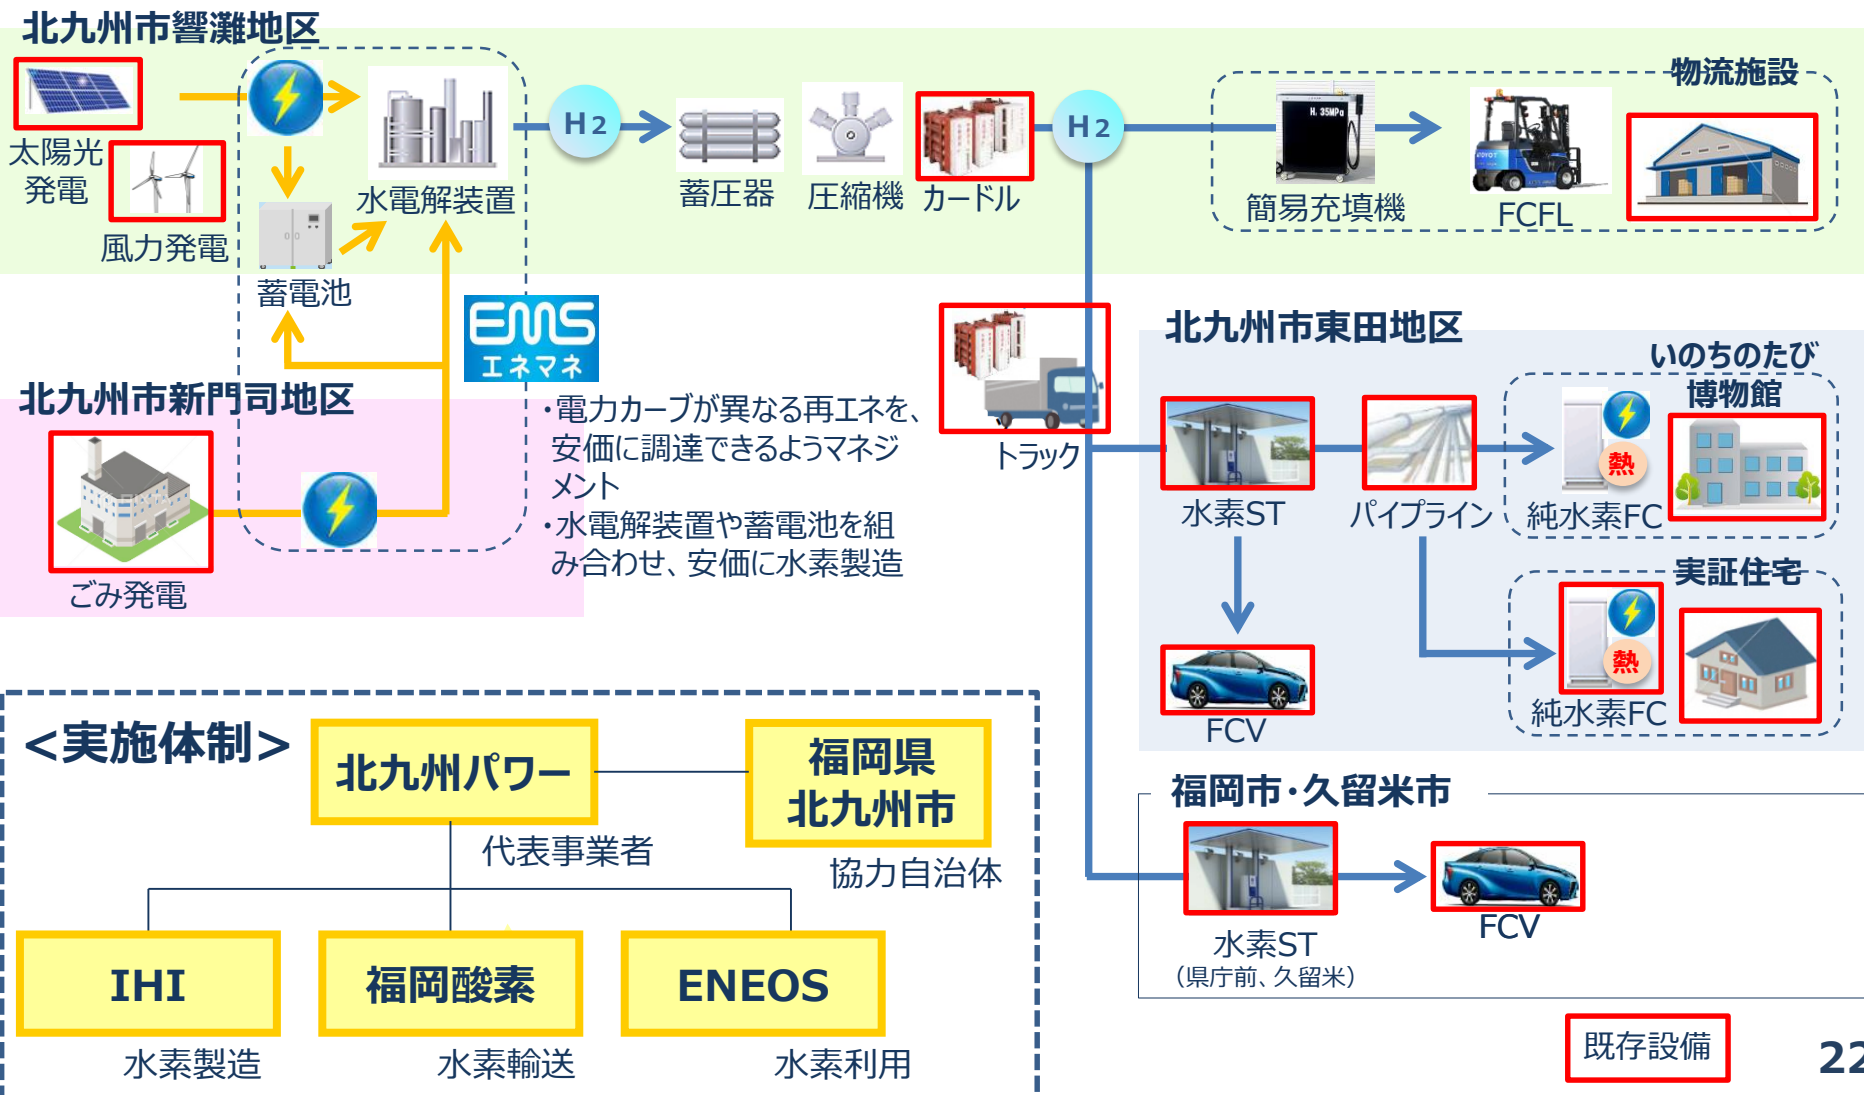 北九州市響灘地区
太陽光
発電
風力発電
蓄電池
水電解装置
H2
蓄圧器
圧縮機
カードル
H2
物流施設
H. 35MPa
簡易充填機
FCFL
EMS
エネマネ
・電力カーブが異なる再エネを、
安価に調達できるようマネジ
メント
・水電解装置や蓄電池を組
み合わせ、安価に水素製造
北九州市新門司地区
ごみ発電
トラック
北九州市東田地区
水素ST
パイプライン
いのちのたび
博物館
熱
純水素FC
実証住宅
熱
純水素FC
FCV
福岡市・久留米市
水素ST
（県庁前、久留米）
FCV
<実施体制>
北九州パワー
代表事業者
福岡県
北九州市
協力自治体
IHI
水素製造
福岡酸素
水素輸送
ENEOS
水素利用
既存設備
22